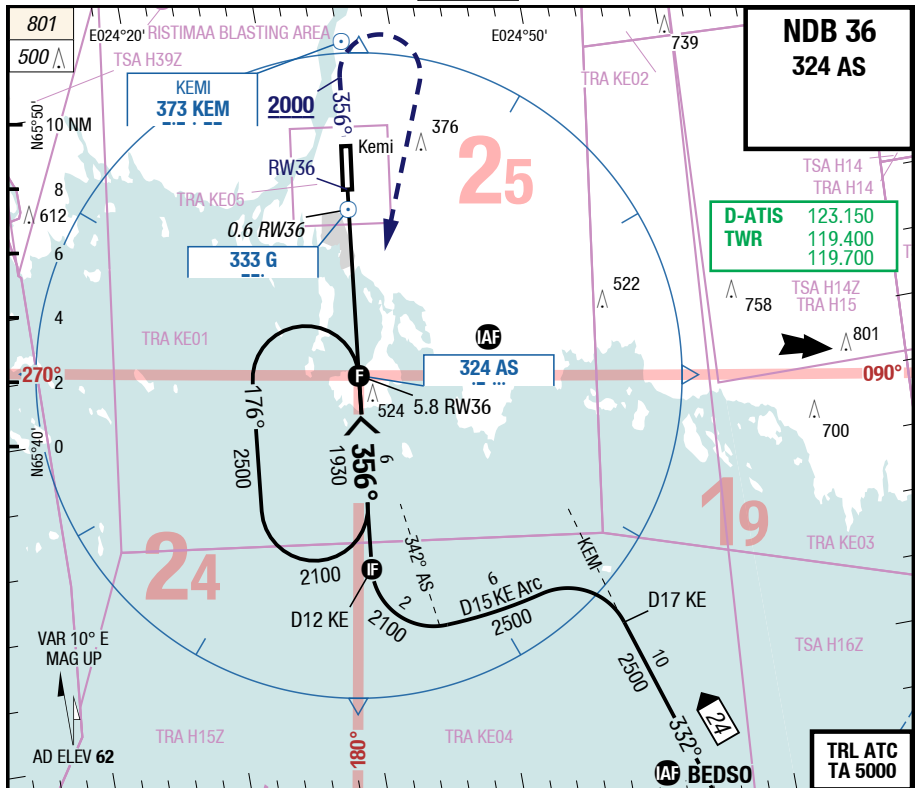 801
500
E024°20'
RISTIMAA BLASTING AREA
TSA H39Z
E024°50'
739
TRA KE02
NDB 36
324 AS
KEMI
373 KEM
2000
356°
N65°50'
10 NM
Kemi
376
25
RW36
TRA KE05
TSA H14
TRA H14
8
612
0.6 RW36
333 G
6
D-ATIS 123.150
TWR 119.400
119.700
522
758
TSA H14Z
TRA H15
4
TRA KE01
IAF
324 AS
801
270°
090°
2
F
524
5.8 RW36
700
176°
2500
N65°40'
0
6
356°
1930
19
24
2100
342° AS
KEM
TRA KE03
IF
D12 KE
2
2100
6
D15 KE Arc
2500
D17 KE
10
2500
TSA H16Z
VAR 10° E
MAG UP
24
332°
TRA H15Z
180°
TRA KE04
AD ELEV 62
IAF BEDSO
TRL ATC
TA 5000